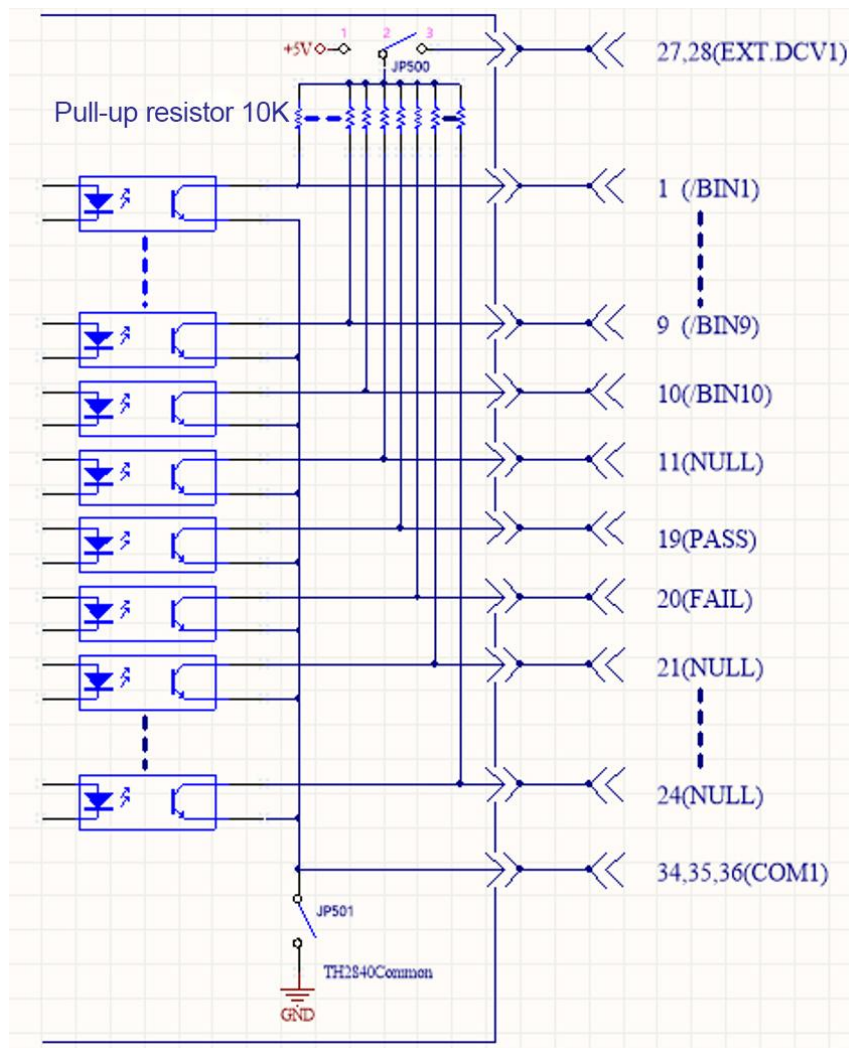 1 2 3
+5V
JP500
27,28(EXT.DCV1)
Pull-up resistor 10K
1 (/BIN1)
9 (/BIN9)
10(/BIN10)
11(NULL)
19(PASS)
20(FAIL)
21(NULL)
24(NULL)
34,35,36(COM1)
JP501
TH2840Common
GND